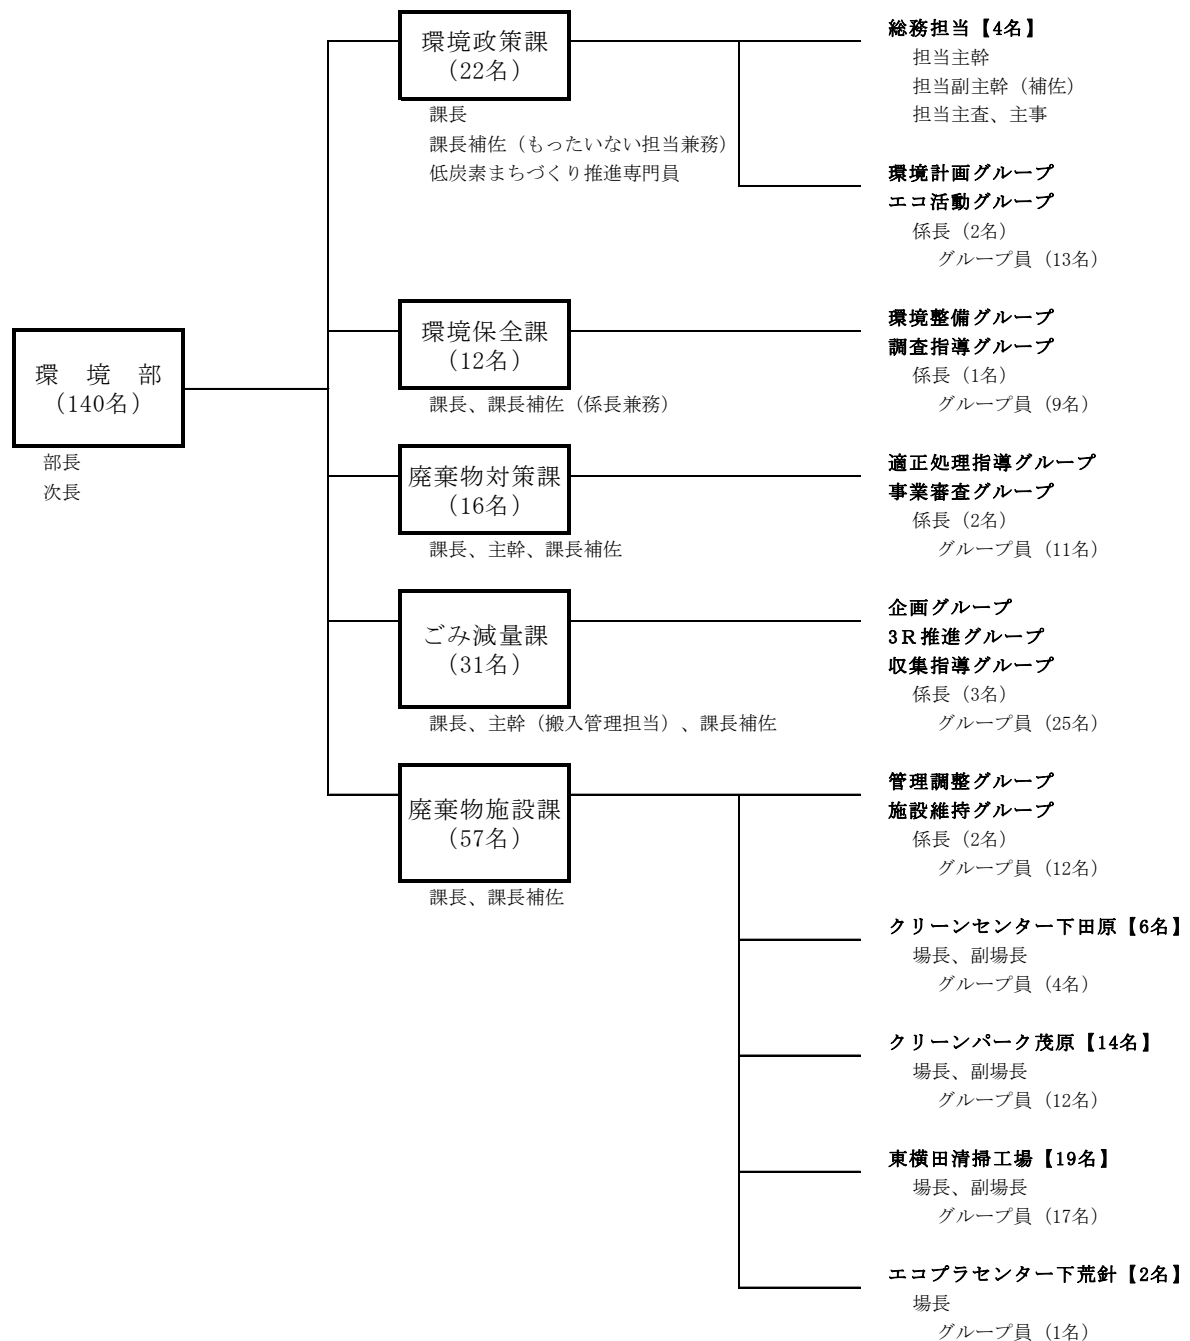 環　境　部
(140名)
部長
次長
環境政策課
(22名)
課長
課長補佐（もったいない担当兼務）
低炭素まちづくり推進専門員
総務担当【4名】
担当主幹
担当副主幹（補佐）
担当主査、主事
環境計画グループ
エコ活動グループ
係長（2名）
グループ員（13名）
環境保全課
(12名)
課長、課長補佐（係長兼務）
環境整備グループ
調査指導グループ
係長（1名）
グループ員（9名）
廃棄物対策課
(16名)
課長、主幹、課長補佐
適正処理指導グループ
事業審査グループ
係長（2名）
グループ員（11名）
ごみ減量課
(31名)
課長、主幹（搬入管理担当）、課長補佐
企画グループ
3Ｒ推進グループ
収集指導グループ
係長（3名）
グループ員（25名）
廃棄物施設課
(57名)
課長、課長補佐
管理調整グループ
施設維持グループ
係長（2名）
グループ員（12名）
クリーンセンター下田原【6名】
場長、副場長
グループ員（4名）
クリーンパーク茂原【14名】
場長、副場長
グループ員（12名）
東横田清掃工場【19名】
場長、副場長
グループ員（17名）
エコプラセンター下荒針【2名】
場長
グループ員（1名）